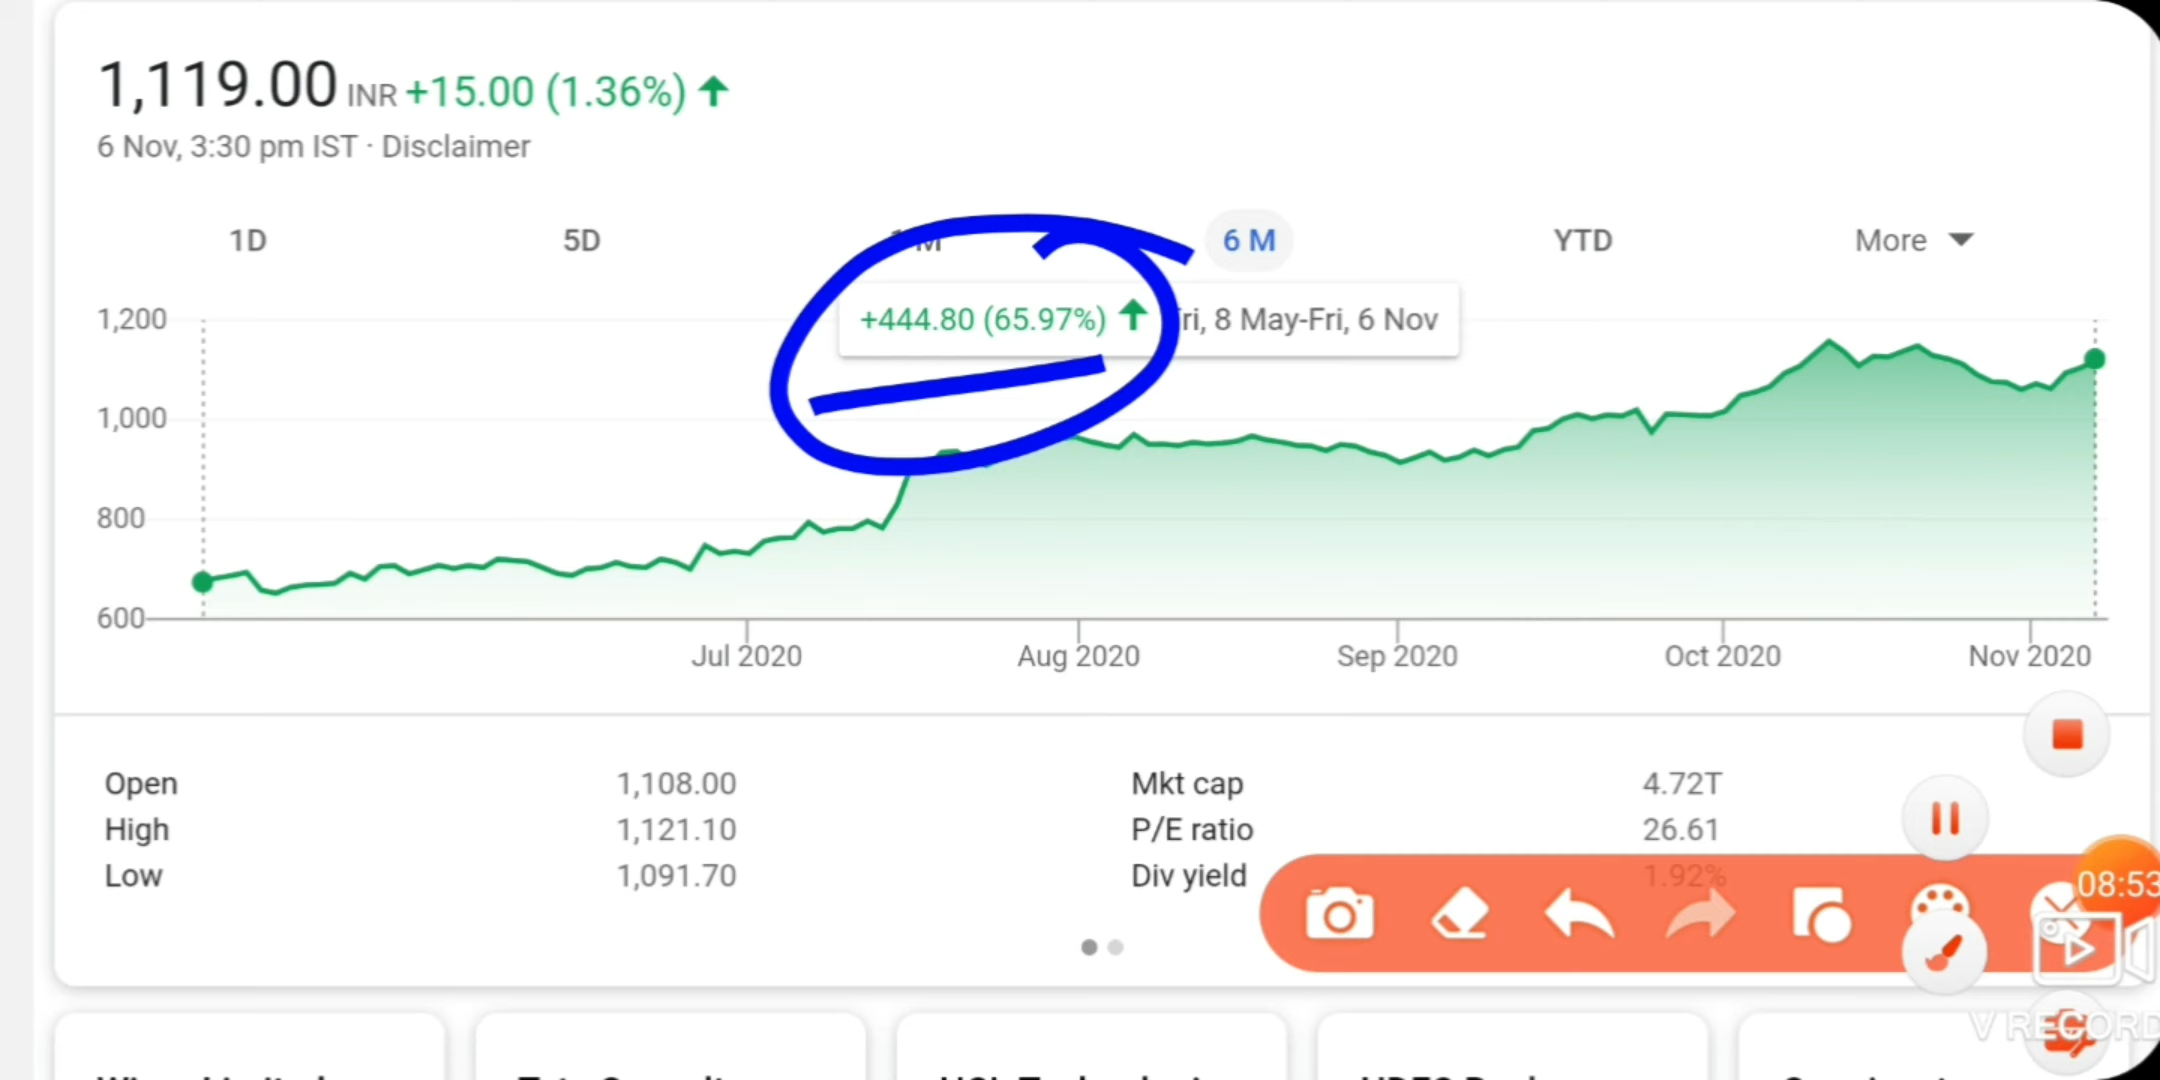 1,119.00 INR +15.00 (1.36%)
6 Nov, 3:30 pm IST · Disclaimer
1D 5D 6 M YTD More
+444.80 (65.97%) 8 May-Fri, 6 Nov
1,200
1,000
800
600
Jul 2020 Aug 2020 Sep 2020 Oct 2020 Nov 2020
Open 1,108.00 Mkt cap 4.72T
High 1,121.10 P/E ratio 26.61
Low 1,091.70 Div yield 1.92%
08:53
V RECORD